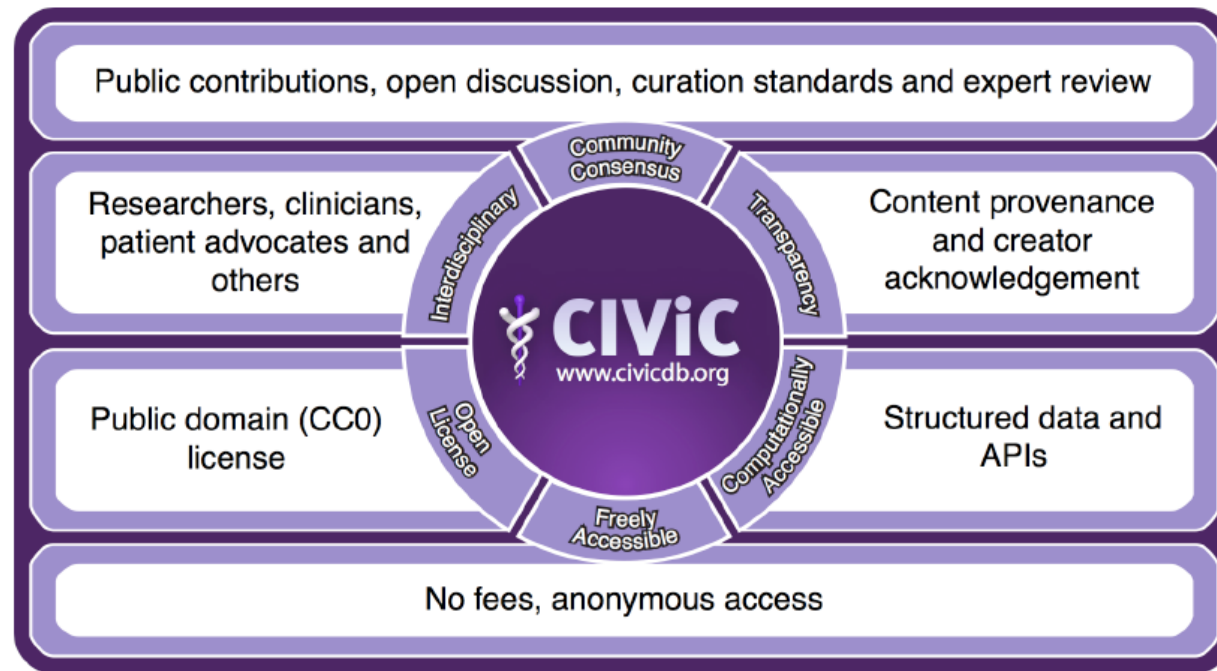 Public contributions, open discussion, curation standards and expert review
Community
Consensus
Researchers, clinicians,
patient advocates and
others
Interdisciplinary
Transparency
Content provenance
and creator
acknowledgement
CIViC
www.civicdb.org
Public domain (CC0)
license
Open
License
Computationally
Accessible
Structured data and
APIs
Freely
Accessible
No fees, anonymous access